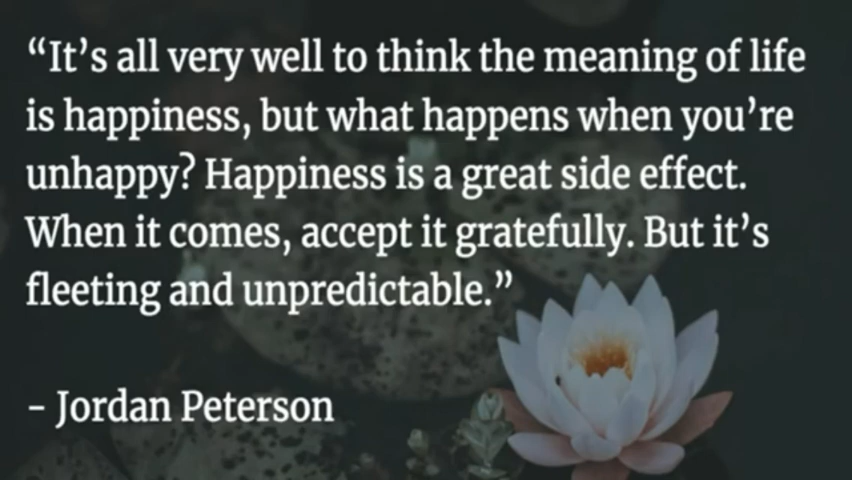 “It’s all very well to think the meaning of life
is happiness, but what happens when you’re
unhappy? Happiness is a great side effect.
When it comes, accept it gratefully. But it’s
fleeting and unpredictable.”
- Jordan Peterson